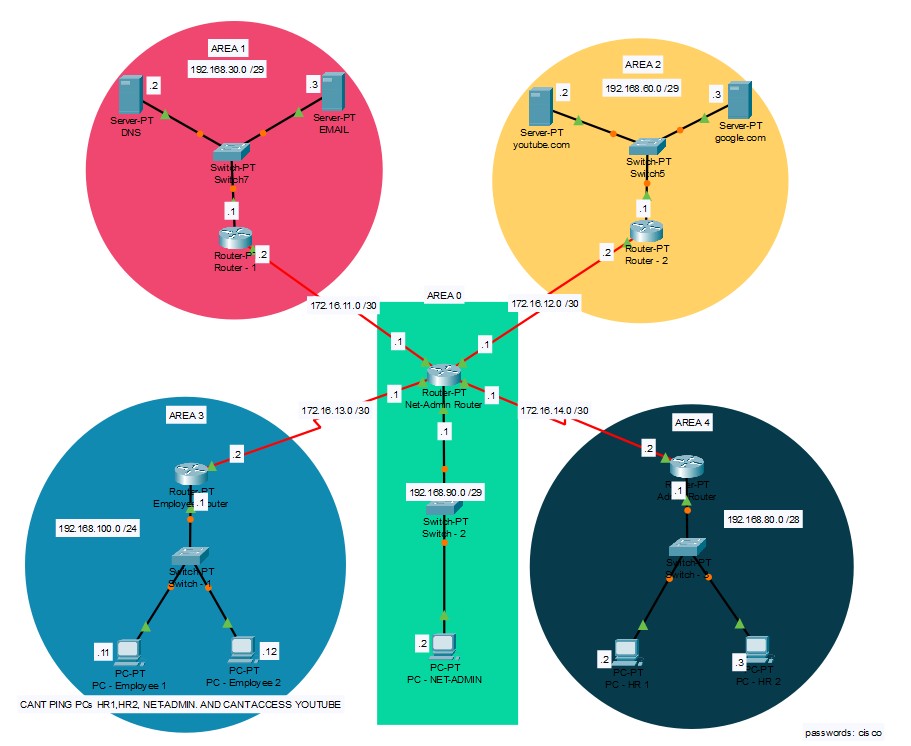 AREA 1
192.168.30.0 /29
.2
.3
Server-PT
DNS
Server-PT
EMAIL
Switch-PT
Switch7
.1
Router-PT
Router - 1
.2
AREA 2
192.168.60.0 /29
.2
.3
Server-PT
youtube.com
Server-PT
google.com
Switch-PT
Switch5
.1
Router-PT
Router - 2
.2
172.16.11.0 /30
AREA 0
172.16.12.0 /30
.1
.1
Router-PT
Net-Admin Router
.1
.1
172.16.13.0 /30
172.16.14.0 /30
.1
192.168.90.0 /29
Switch-PT
Switch - 2
.2
PC-PT
PC - NET-ADMIN
AREA 3
.2
Router-PT
Employee Router
.1
192.168.100.0 /24
Switch-PT
Switch - 1
.11
.12
PC-PT
PC - Employee 1
PC-PT
PC - Employee 2
CANT PING PCs HR1,HR2, NET-ADMIN. AND CANT ACCESS YOUTUBE
AREA 4
.2
Router-PT
Router
.1
192.168.80.0 /28
Switch-PT
Switch -
.2
.3
PC-PT
PC - HR 1
PC-PT
PC - HR 2
passwords: cisco